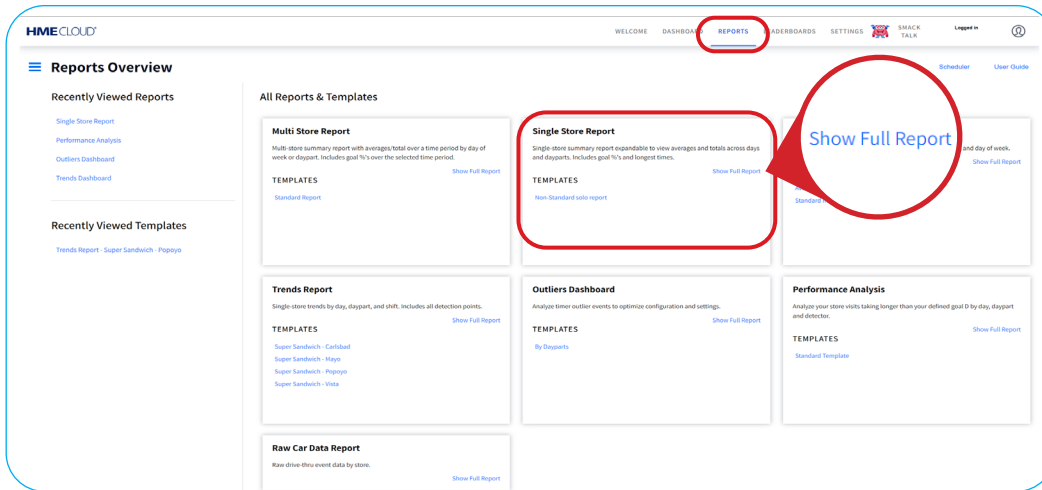 HME CLOUD®
WELCOME DASHBOARD REPORTS LEADERBOARDS SETTINGS SMACK TALK Logged in
Reports Overview
Scheduler User Guide
Recently Viewed Reports
Single Store Report
Performance Analysis
Outliers Dashboard
Trends Dashboard
Recently Viewed Templates
Trends Report - Super Sandwich - Popoyo
All Reports & Templates
Multi Store Report
Multi-store summary report with averages/total over a time period by day of
week or daypart. Includes goal %'s over the selected time period.
Show Full Report
TEMPLATES
Standard Report
Single Store Report
Single-store summary report expandable to view averages and totals across days
and dayparts. Includes goal %'s and longest times.
Show Full Report
TEMPLATES
Non-Standard solo report
Show Full Report
and day of week.
Show Full Report
Standard
Trends Report
Single-store trends by day, daypart, and shift. Includes all detection points.
Show Full Report
TEMPLATES
Super Sandwich - Carlsbad
Super Sandwich - Mayo
Super Sandwich - Popoyo
Super Sandwich - Vista
Outliers Dashboard
Analyze timer outlier events to optimize configuration and settings.
Show Full Report
TEMPLATES
By Dayparts
Performance Analysis
Analyze your store visits taking longer than your defined goal D by day, daypart
and detector.
Show Full Report
TEMPLATES
Standard Template
Raw Car Data Report
Raw drive-thru event data by store.
Show Full Report